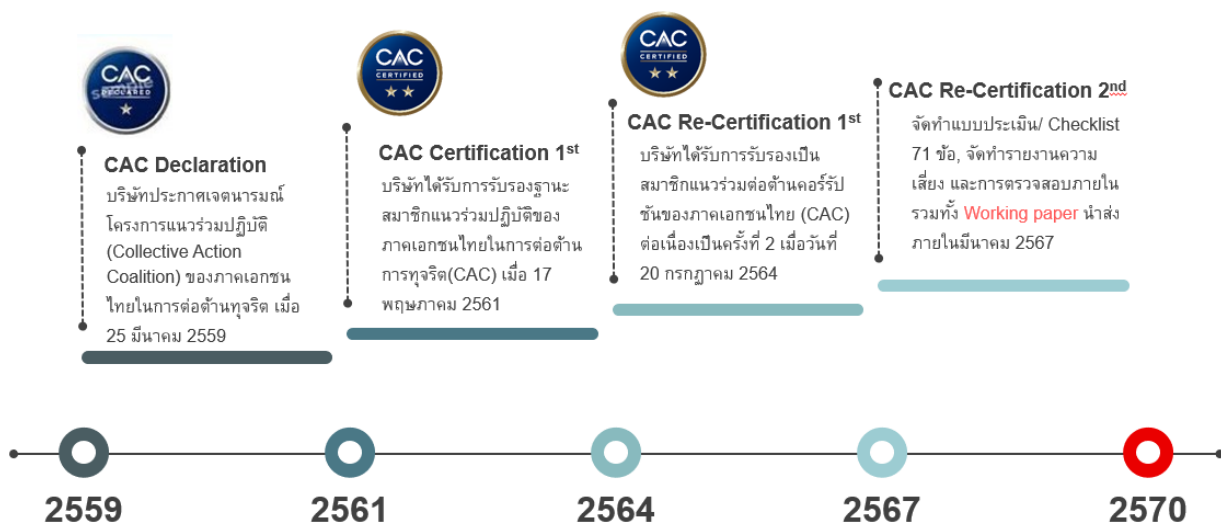 CAC
DECLARED
sample
CAC Declaration
บริษัทประกาศเจตนารมณ์
โครงการแนวร่วมปฏิบัติ
(Collective Action
Coalition) ของภาคเอกชน
ไทยในการต่อต้านทุจริต เมื่อ
25 มีนาคม 2559
CAC
CERTIFIED
CAC Certification 1st
บริษัทได้รับการรับรองฐานะ
สมาชิกแนวร่วมปฏิบัติของ
ภาคเอกชนไทยในการต่อต้าน
การทุจริต(CAC) เมื่อ 17
พฤษภาคม 2561
CAC
CERTIFIED
CAC Re-Certification 1st
บริษัทได้รับการรับรองเป็น
สมาชิกแนวร่วมต่อต้านคอร์รัป
ชันของภาคเอกชนไทย (CAC)
ต่อเนื่องเป็นครั้งที่ 2 เมื่อวันที่
20 กรกฎาคม 2564
CAC Re-Certification 2nd
จัดทำแบบประเมิน/ Checklist
71 ข้อ, จัดทำรายงานความ
เสี่ยง และการตรวจสอบภายใน
รวมทั้ง Working paper นำส่ง
ภายในมีนาคม 2567
2559
2561
2564
2567
2570